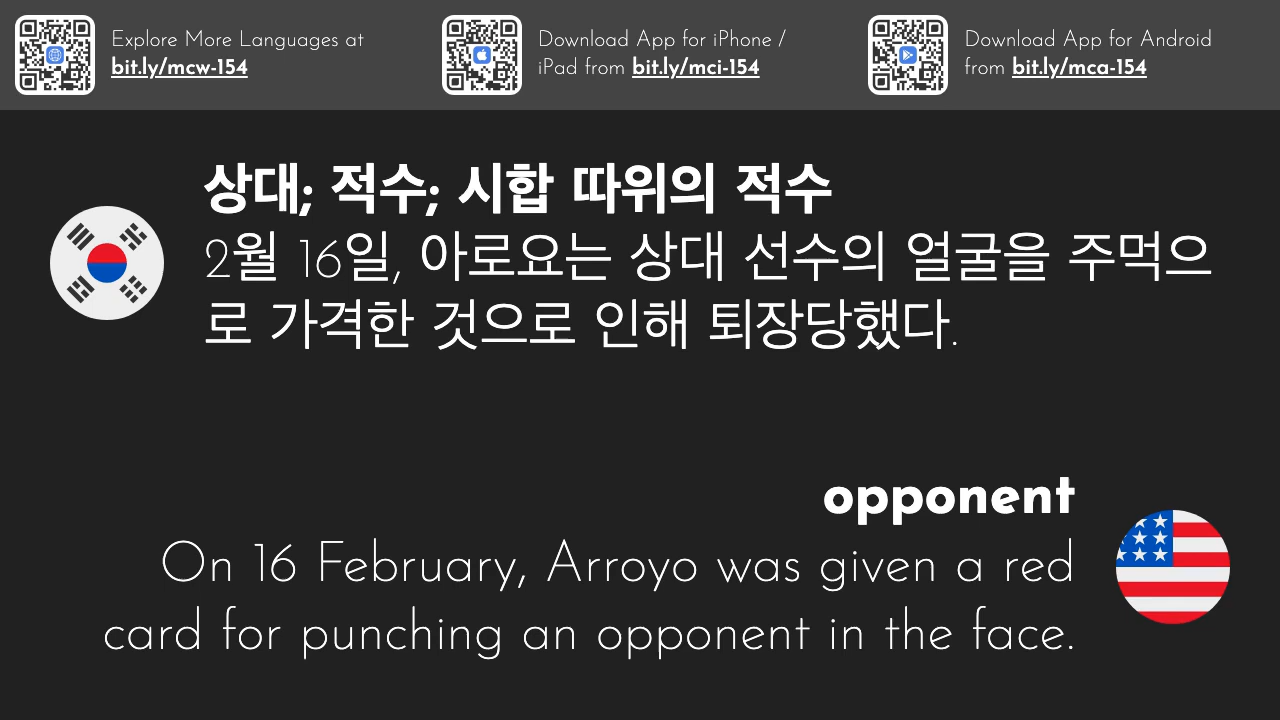 Explore More Languages at
bit.ly/mcw-154
Download App for iPhone /
iPad from bit.ly/mci-154
Download App for Android
from bit.ly/mca-154
상대; 적수; 시합 따위의 적수
2월 16일, 아로요는 상대 선수의 얼굴을 주먹으
로 가격한 것으로 인해 퇴장당했다.
opponent
On 16 February, Arroyo was given a red
card for punching an opponent in the face.